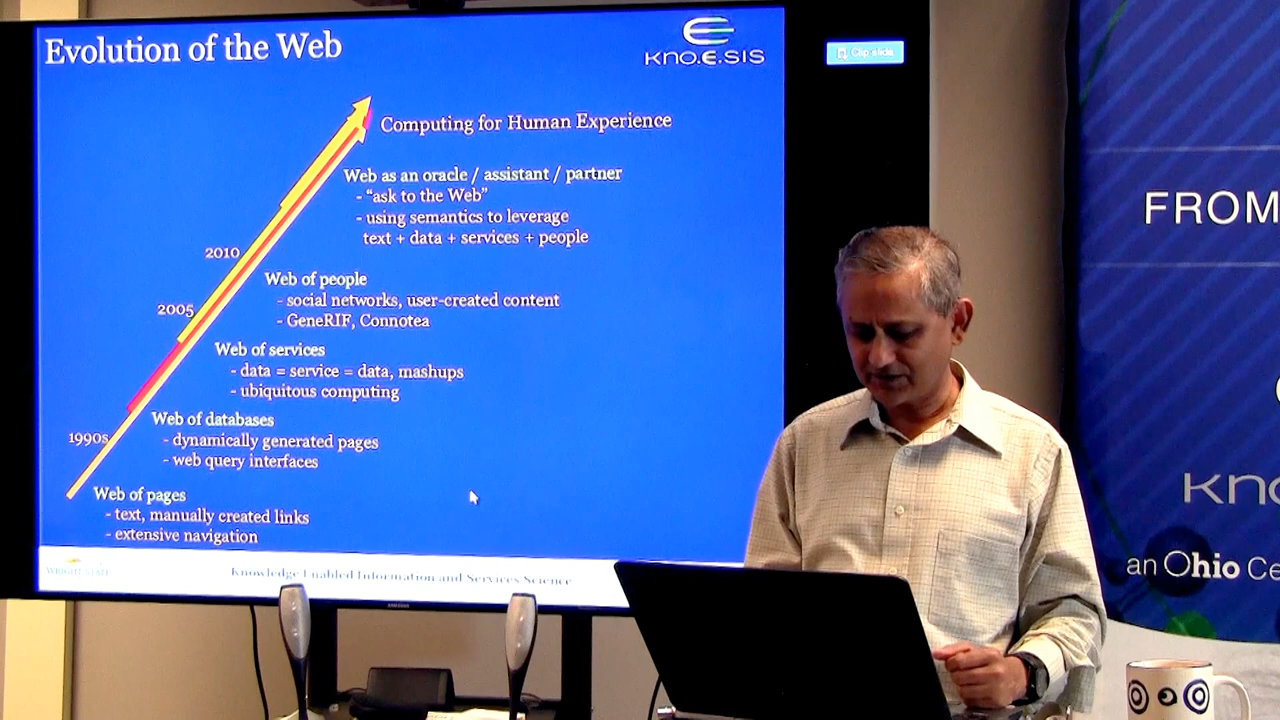 Evolution of the Web
KNO.E.SIS
Clip slide
Computing for Human Experience
Web as an oracle / assistant / partner
- "ask to the Web"
- using semantics to leverage
text + data + services + people
2010
Web of people
- social networks, user-created content
- GeneRIF, Connotea
2005
Web of services
- data = service = data, mashups
- ubiquitous computing
Web of databases
- dynamically generated pages
- web query interfaces
1990s
Web of pages
- text, manually created links
- extensive navigation
WRIGHT STATE
Knowledge Enabled Information and Services Science
SAMSUNG
FROM
an Ohio